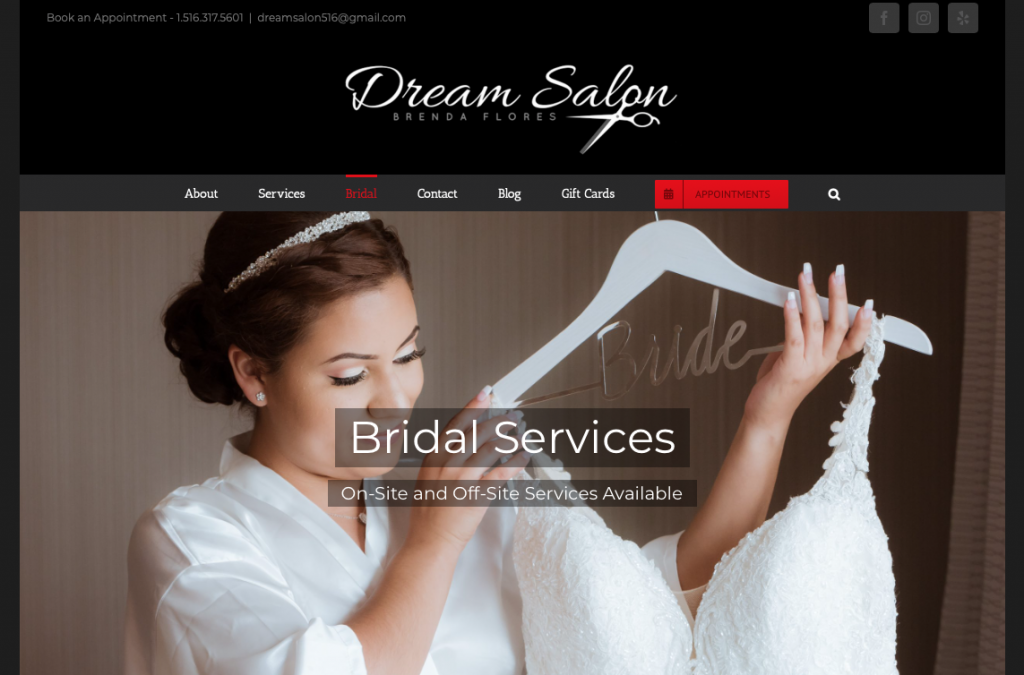 Book an Appointment - 1.516.317.5601 | dreamsalon516@gmail.com
Dream Salon
BRENDA FLORES
About Services Bridal Contact Blog Gift Cards APPOINTMENTS
Bride
Bridal Services
On-Site and Off-Site Services Available